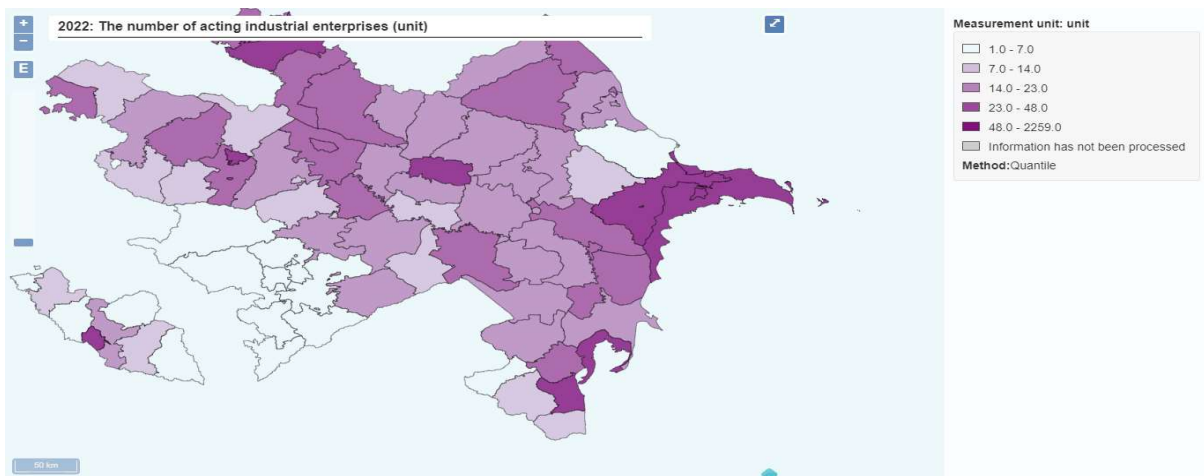 +
2022: The number of acting industrial enterprises (unit)
−
E
Measurement unit: unit
1.0 - 7.0
7.0 - 14.0
14.0 - 23.0
23.0 - 48.0
48.0 - 2259.0
Information has not been processed
Method:Quantile
50 km